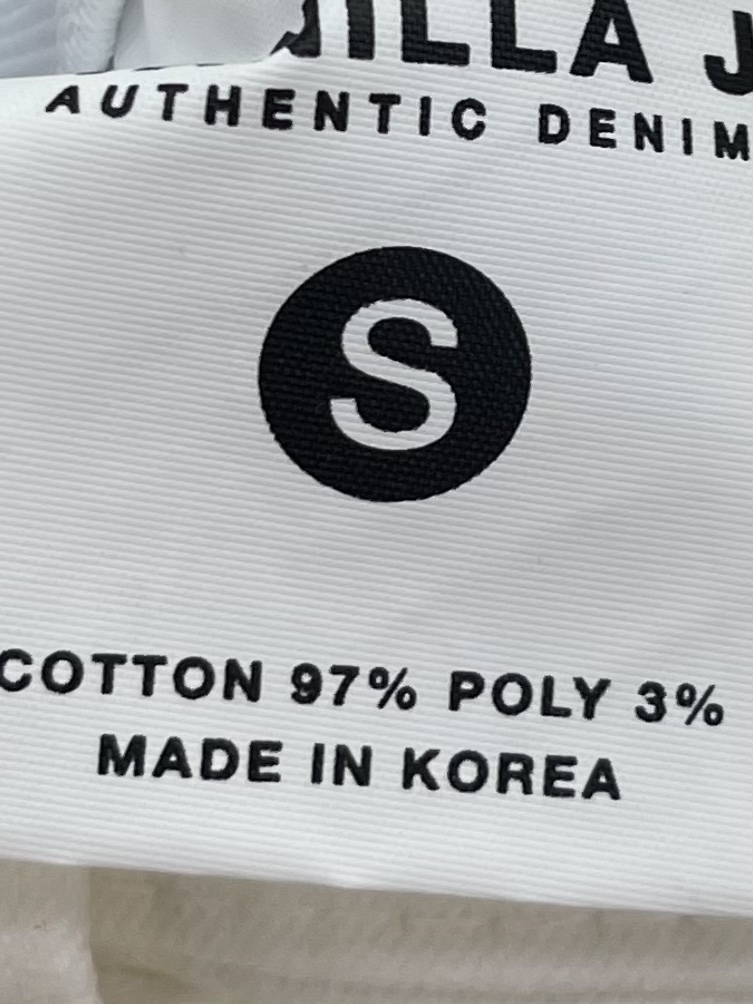 AUTHENTIC DENIM
S
COTTON 97% POLY 3%
MADE IN KOREA